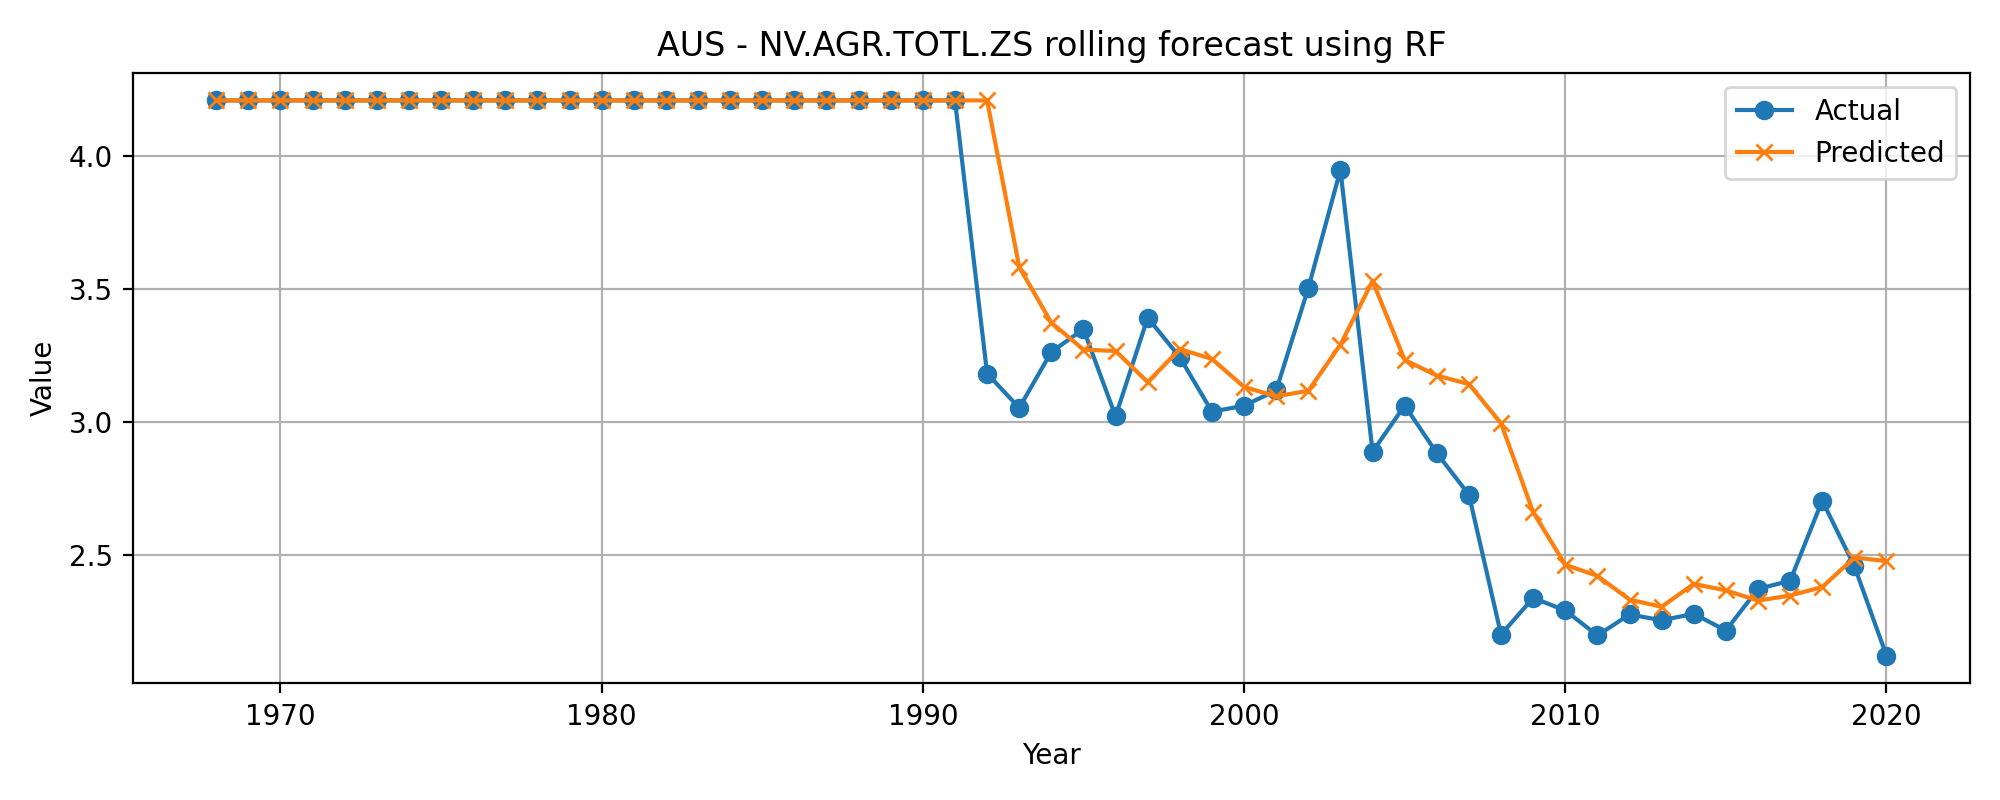 AUS - NV.AGR.TOTL.ZS rolling forecast using RF
Actual
Predicted
4.0
3.5
3.0
2.5
Value
1970 1980 1990 2000 2010 2020
Year